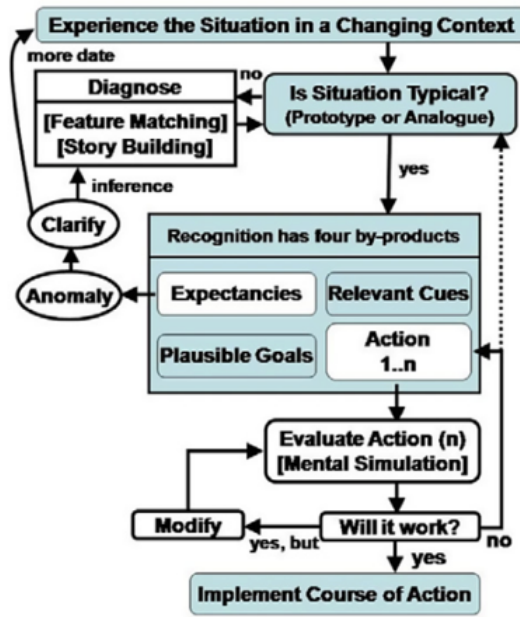 Experience the Situation in a Changing Context
more date
no
Diagnose
Is Situation Typical?
(Prototype or Analogue)
[Feature Matching]
[Story Building]
yes
inference
Clarify
Recognition has four by-products
Anomaly
Expectancies
Relevant Cues
Plausible Goals
Action
1..n
Evaluate Action (n)
[Mental Simulation]
Modify
Will it work?
yes, but
no
yes
Implement Course of Action